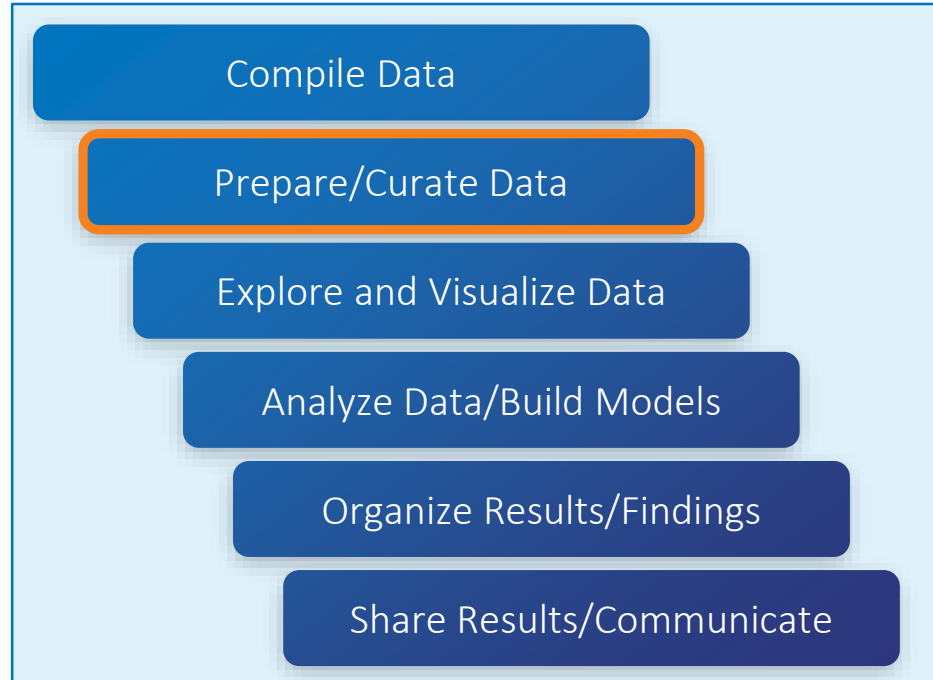 Compile Data
Prepare/Curate Data
Explore and Visualize Data
Analyze Data/Build Models
Organize Results/Findings
Share Results/Communicate